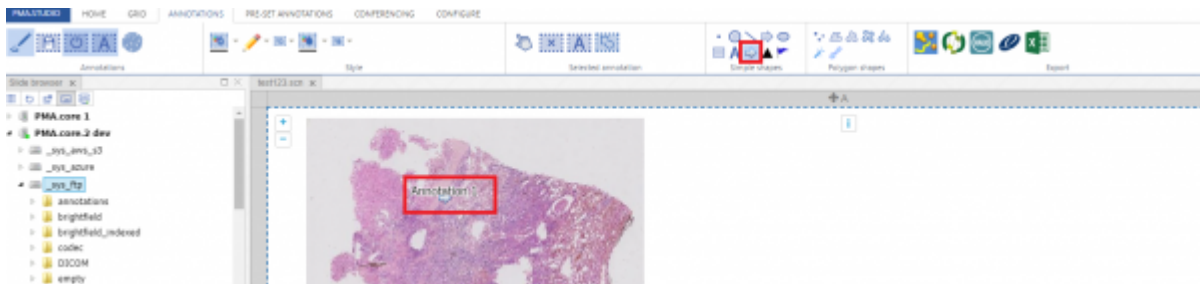 PMA.STUDIO HOME GRID ANNOTATIONS PRE-SET ANNOTATIONS CONFERENCING CONFIGURE
Annotations Style Selected annotation Simple shapes Polygon shapes Export
Slide browser x test123.scn x
A
PMA.core 1
PMA.core.2 dev
_sys_aws_s3
_sys_azure
_sys_ftp
annotations
brightfield
brightfield_indexed
codec
DICOM
empty
Annotation1